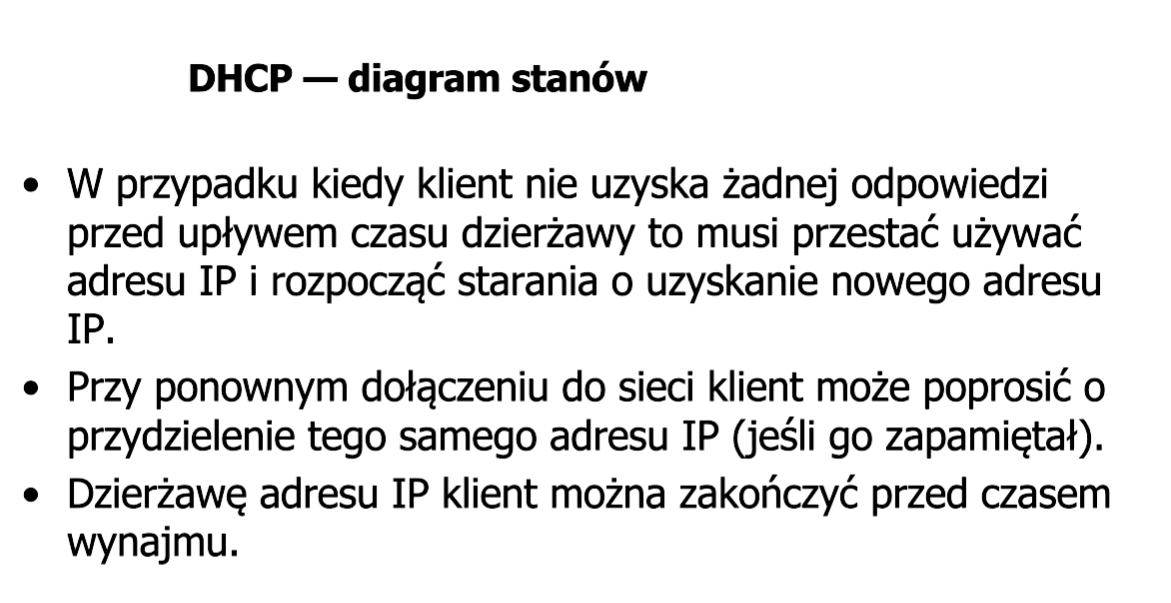 DHCP — diagram stanów
• W przypadku kiedy klient nie uzyska żadnej odpowiedzi
przed upływem czasu dzierżawy to musi przestać używać
adresu IP i rozpocząć starania o uzyskanie nowego adresu
IP.
• Przy ponownym dołączeniu do sieci klient może poprosić o
przydzielenie tego samego adresu IP (jeśli go zapamiętał).
• Dzierżawę adresu IP klient można zakończyć przed czasem
wynajmu.